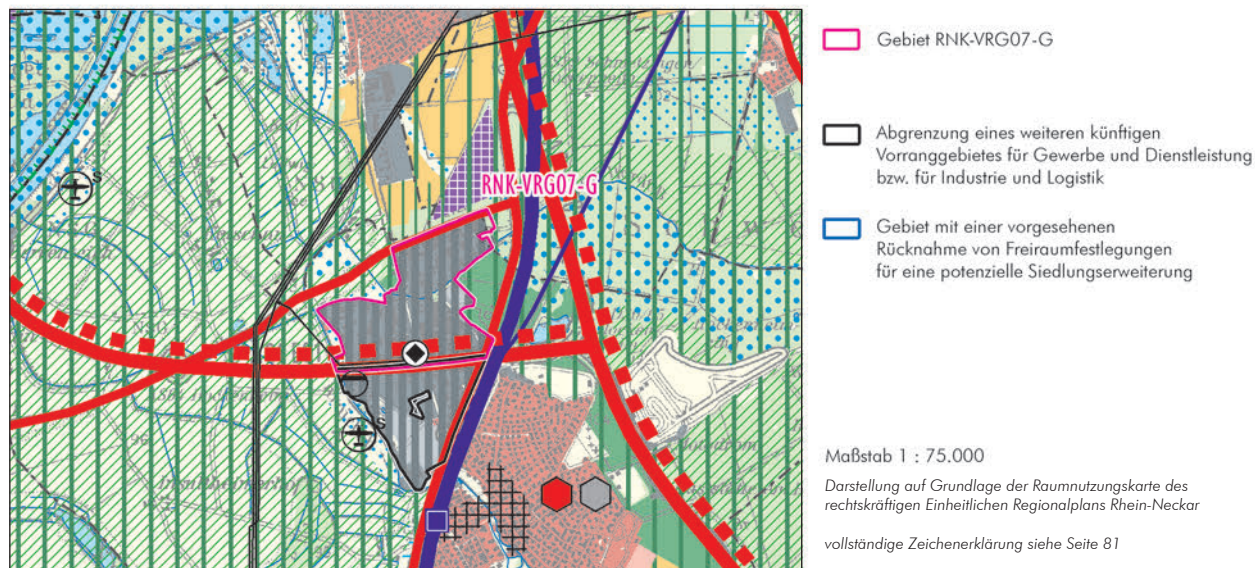 RNK-VRG07-G
S
S
Gebiet RNK-VRG07-G
Abgrenzung eines weiteren künftigen
Vorranggebietes für Gewerbe und Dienstleistung
bzw. für Industrie und Logistik
Gebiet mit einer vorgesehenen
Rücknahme von Freiraumfestlegungen
für eine potenzielle Siedlungserweiterung
Maßstab 1 : 75.000
Darstellung auf Grundlage der Raumnutzungskarte des
rechtskräftigen Einheitlichen Regionalplans Rhein-Neckar
vollständige Zeichenerklärung siehe Seite 81